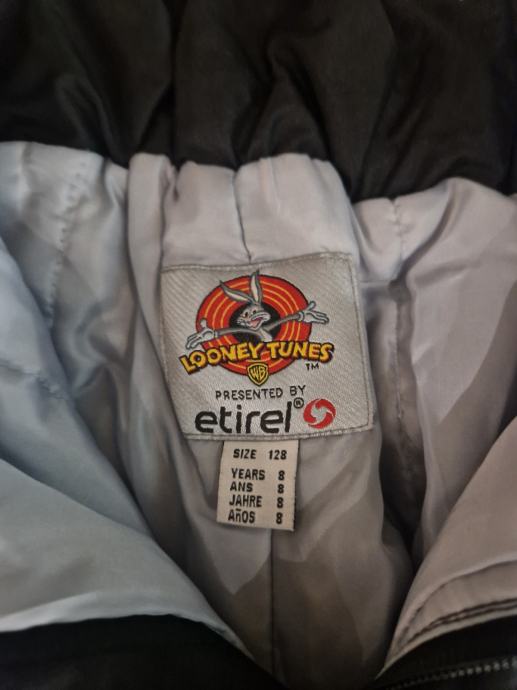 LOONEY TUNES
TM
WB
PRESENTED BY
etirel®
SIZE 128
YEARS 8
ANS 8
JAHRE 8
AÑOS 8